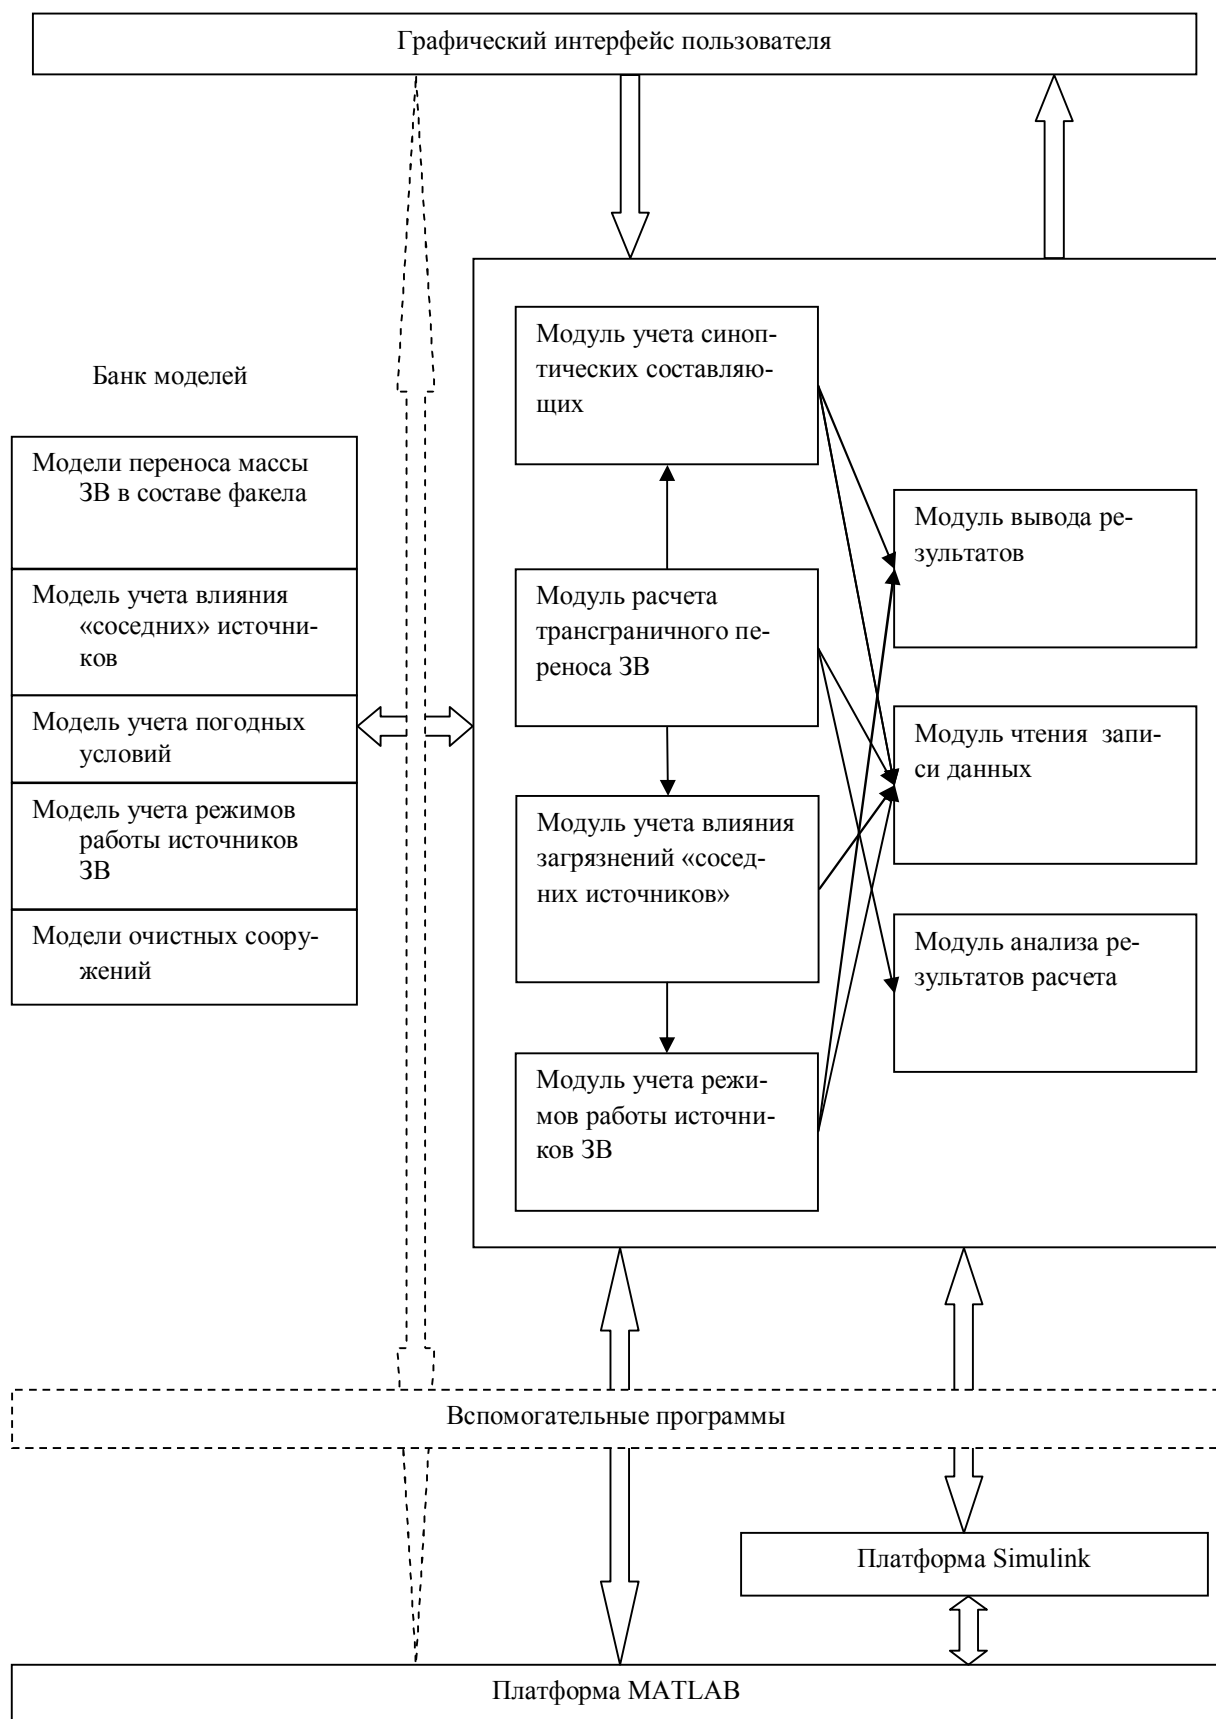 Графический интерфейс пользователя
Банк моделей
Модели переноса массы
ЗВ в составе факела
Модель учета влияния
«соседних» источни-
ков
Модель учета погодных
условий
Модель учета режимов
работы источников
ЗВ
Модели очистных соору-
жений
Модуль учета синоп-
тических составляю-
щих
Модуль расчета
трансграничного пе-
реноса ЗВ
Модуль учета влияния
загрязнений «сосед-
них источников»
Модуль учета режи-
мов работы источни-
ков ЗВ
Модуль вывода ре-
зультатов
Модуль чтения  запи-
си данных
Модуль анализа ре-
зультатов расчета
Вспомогательные программы
Платформа Simulink
Платформа MATLAB